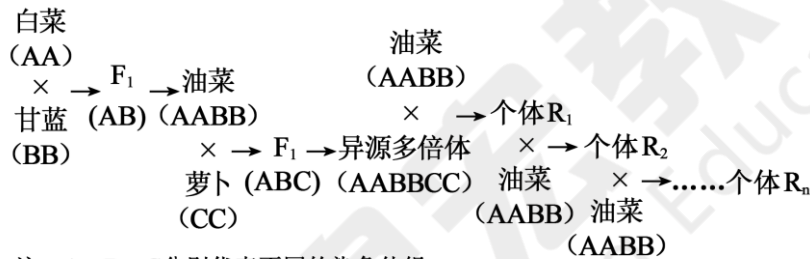 白菜
(AA)
× → F₁ → 油菜
甘蓝 (AB) (AABB)
(BB)
× → F₁ → 异源多倍体
萝卜 (ABC) (AABBCC)
(CC)
油菜
(AABB)
× → 个体R₁
× → 个体R₂
油菜
(AABB)
× → ……个体Rₙ
油菜
(AABB)